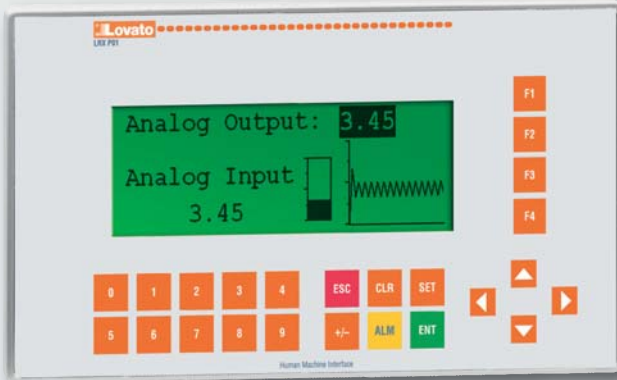 Lovato
LRX P01
Analog Output: 3.45
Analog Input
3.45
F1
F2
F3
F4
0 1 2 3 4 ESC CLR SET
5 6 7 8 9 +/– ALM ENT
Human Machine Interface